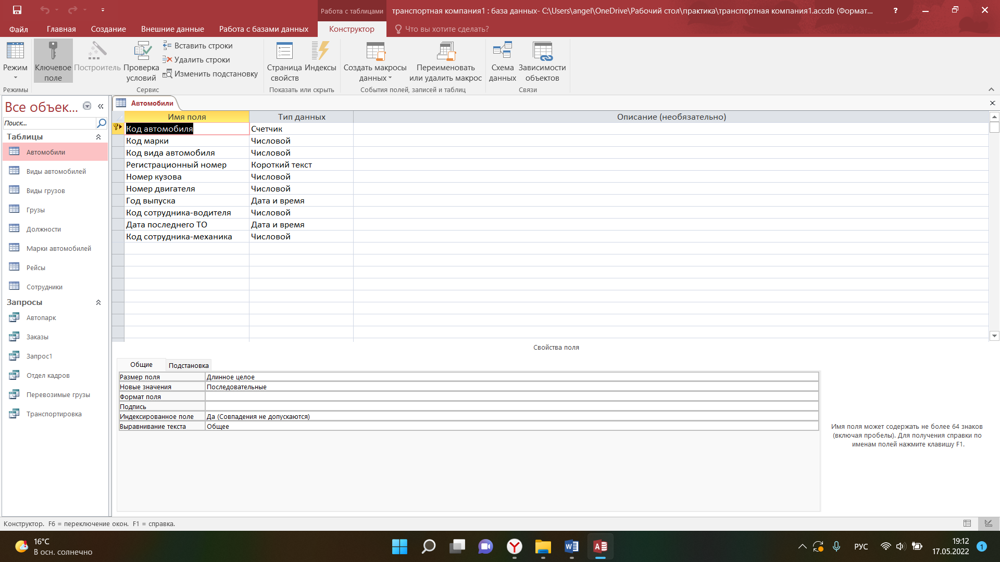 Работа с таблицами
транспортная компания1 : база данных- C:\Users\angel\OneDrive\Рабочий стол\практика\транспортная компания1.accdb (Формат...
?
Файл
Главная
Создание
Внешние данные
Работа с базами данных
Конструктор
Что вы хотите сделать?
Режим
Ключевое поле
Построитель
Проверка условий
Вставить строки
Удалить строки
Изменить подстановку
Страница свойств
Индексы
Создать макросы данных
Переименовать или удалить макрос
Схема данных
Зависимости объектов
Режимы
Сервис
Показать или скрыть
События полей, записей и таблиц
Связи
Все объек...
Поиск...
Таблицы
Автомобили
Виды автомобилей
Виды грузов
Грузы
Должности
Марки автомобилей
Рейсы
Сотрудники
Запросы
Автопарк
Заказы
Запрос1
Отдел кадров
Перевозимые грузы
Транспортировка
Автомобили
Имя поля Тип данных Описание (необязательно)
Код автомобиля Счетчик
Код марки Числовой
Код вида автомобиля Числовой
Регистрационный номер Короткий текст
Номер кузова Числовой
Номер двигателя Числовой
Год выпуска Дата и время
Код сотрудника-водителя Числовой
Дата последнего ТО Дата и время
Код сотрудника-механика Числовой
Свойства поля
Общие Подстановка
Размер поля Длинное целое
Новые значения Последовательные
Формат поля
Подпись
Индексированное поле Да (Совпадения не допускаются)
Выравнивание текста Общее
Имя поля может содержать не более 64 знаков
(включая пробелы). Для получения справки по
именам полей нажмите клавишу F1.
Конструктор. F6 = переключение окон. F1 = справка.
16°C
В осн. солнечно
РУС
19:12
17.05.2022
1